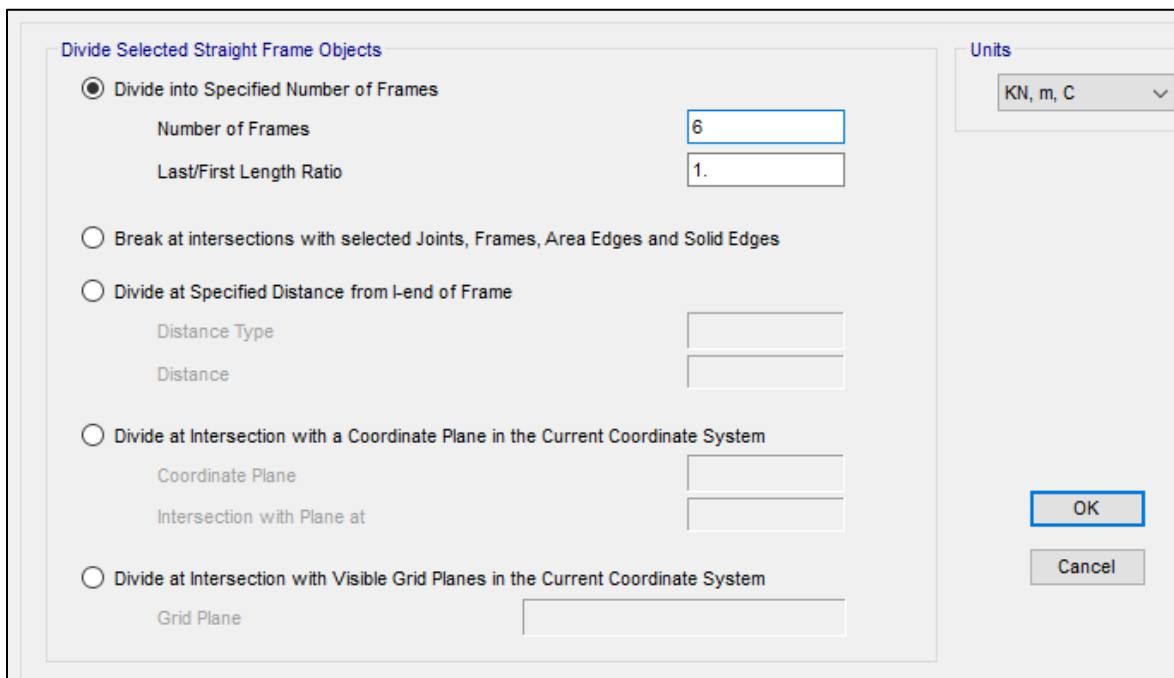 Divide Selected Straight Frame Objects
Units
Divide into Specified Number of Frames
KN, m, C
Number of Frames
6
Last/First Length Ratio
1.
Break at intersections with selected Joints, Frames, Area Edges and Solid Edges
Divide at Specified Distance from I-end of Frame
Distance Type
Distance
Divide at Intersection with a Coordinate Plane in the Current Coordinate System
Coordinate Plane
Intersection with Plane at
OK
Cancel
Divide at Intersection with Visible Grid Planes in the Current Coordinate System
Grid Plane